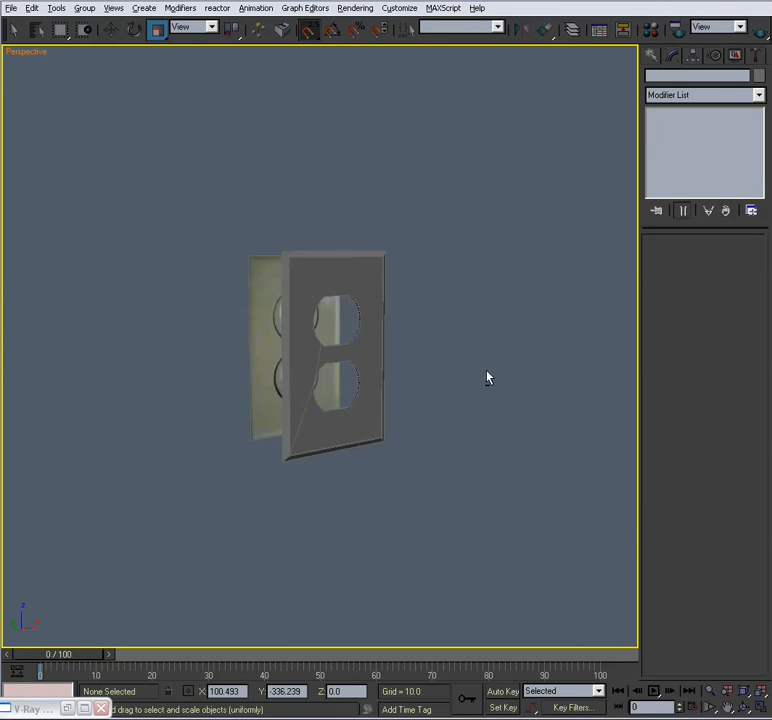 File Edit Tools Group Views Create Modifiers reactor Animation Graph Editors Rendering Customize MAXScript Help
View View
Perspective
Modifier List
z
0 / 100
0 10 20 30 40 50 60 70 80 90 100
None Selected X: 100.493 Y: -336.239 Z: 0.0 Grid = 10.0 Auto Key Selected
V-Ray ... d drag to select and scale objects (uniformly) Add Time Tag Set Key Key Filters... 0